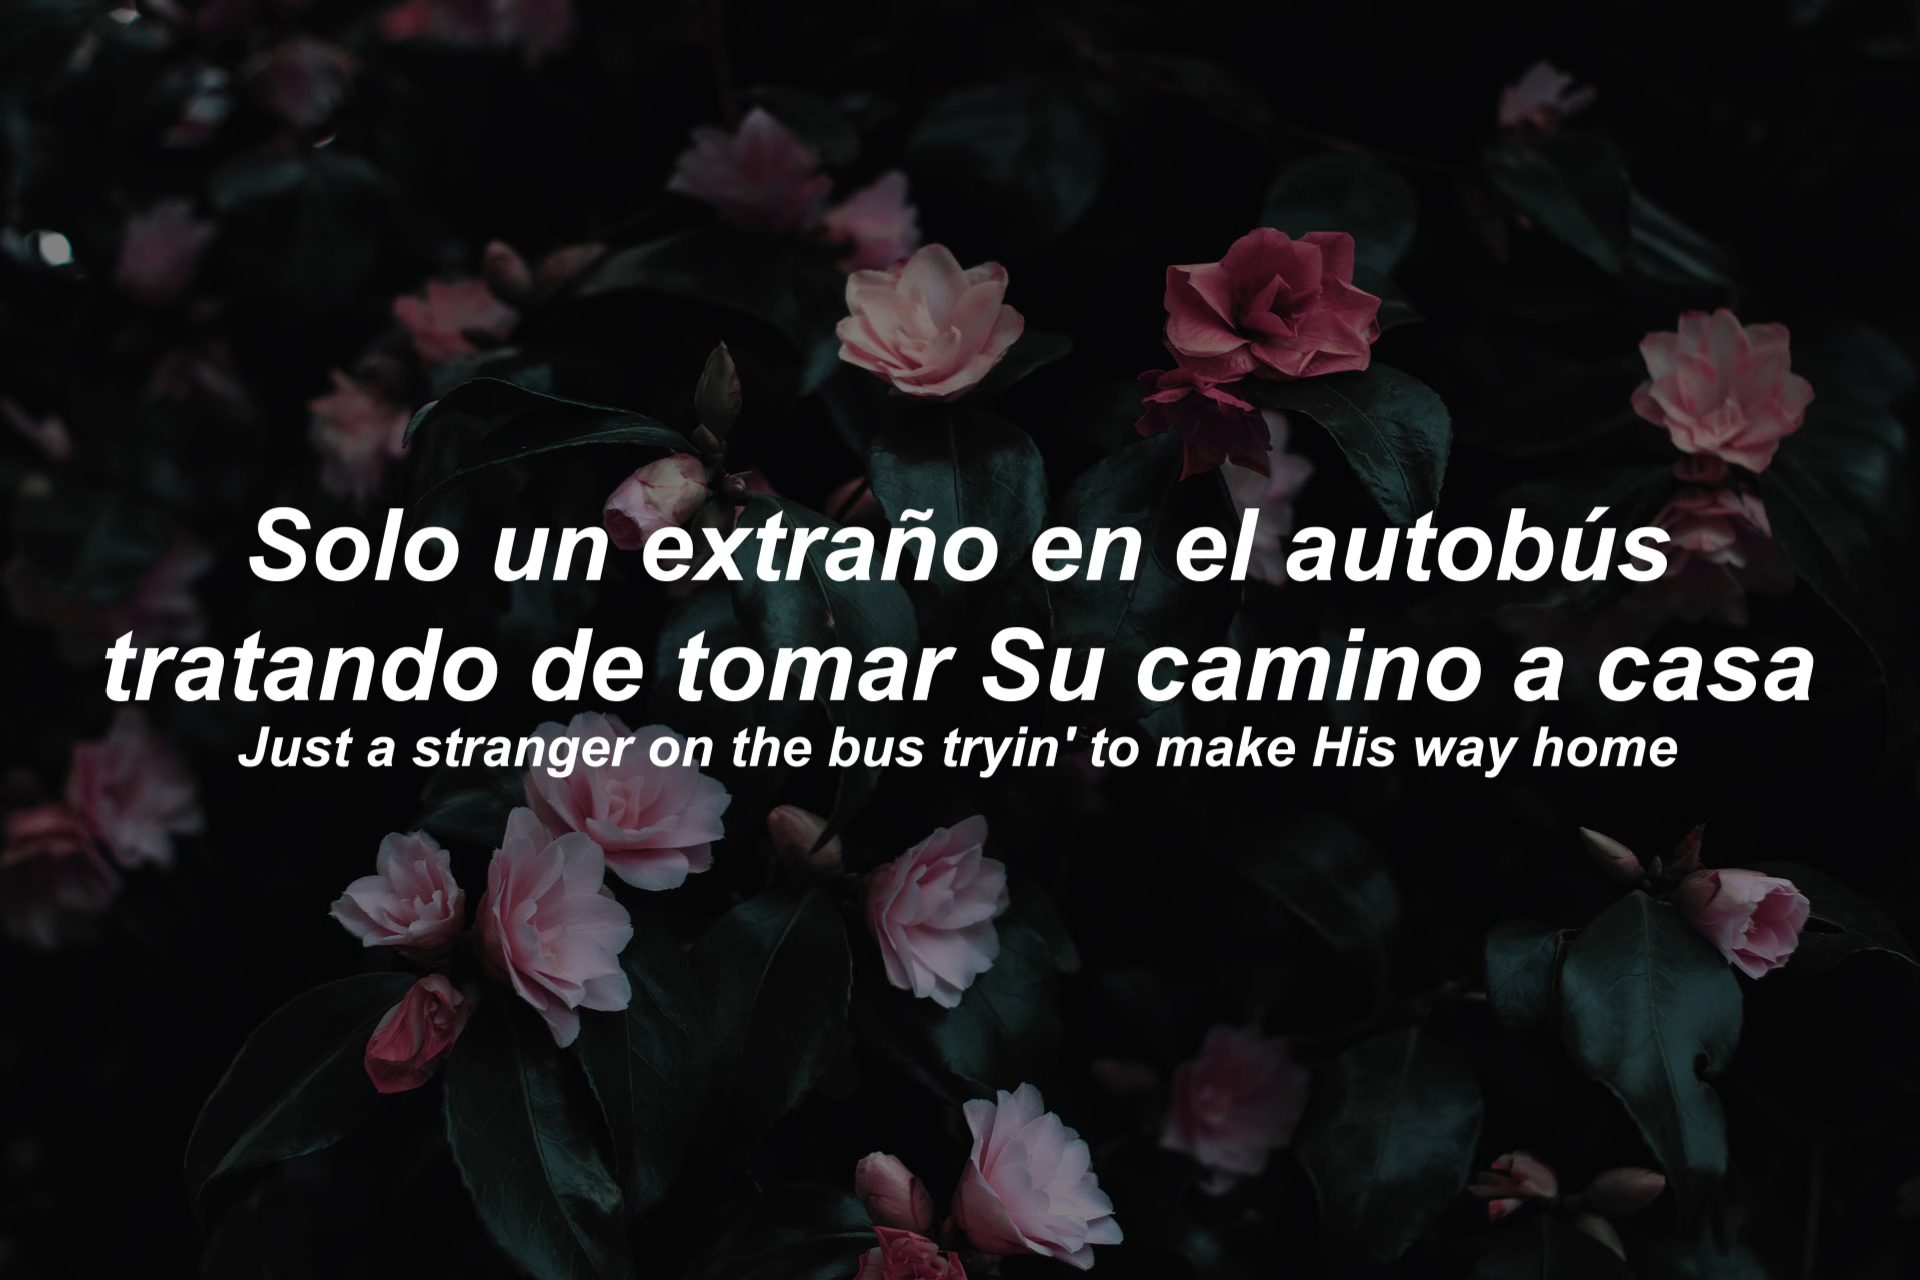 Solo un extraño en el autobús
tratando de tomar Su camino a casa
Just a stranger on the bus tryin' to make His way home